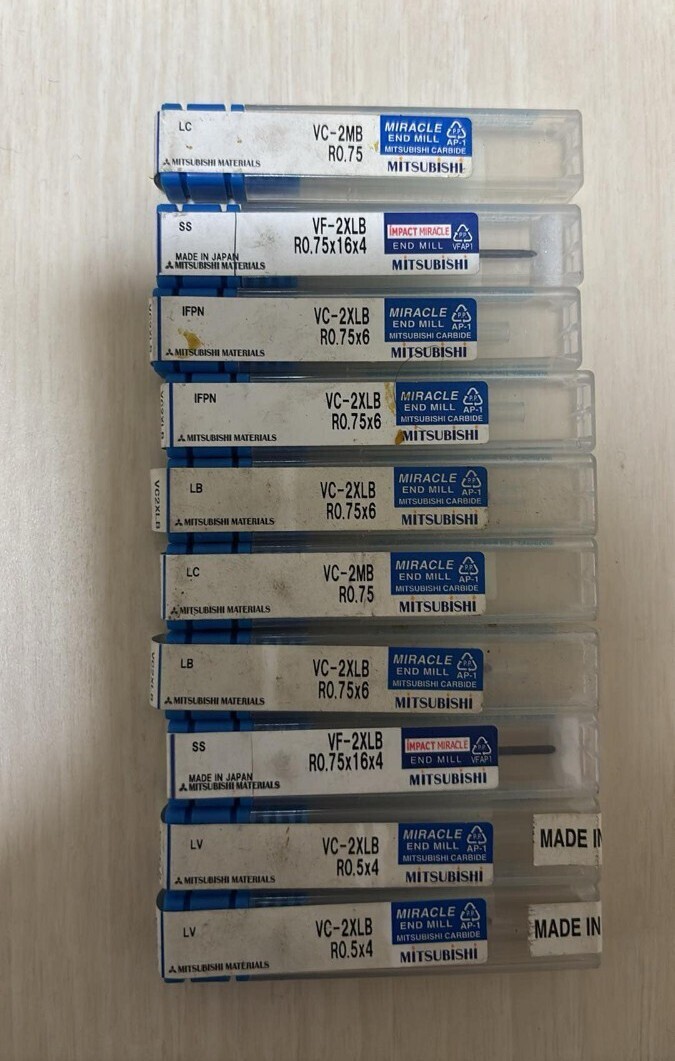 LC
VC-2MB
R0.75
MITSUBISHI MATERIALS
MIRACLE
END MILL AP-1
MITSUBISHI CARBIDE
MITSUBISHI
SS
VF-2XLB
R0.75x16x4
MADE IN JAPAN
MITSUBISHI MATERIALS
IMPACT MIRACLE
END MILL VFAP1
MITSUBISHI
IFPN
VC-2XLB
R0.75x6
MITSUBISHI MATERIALS
MIRACLE
END MILL AP-1
MITSUBISHI CARBIDE
MITSUBISHI
IFPN
VC-2XLB
R0.75x6
MITSUBISHI MATERIALS
MIRACLE
END MILL AP-1
MITSUBISHI CARBIDE
MITSUBISHI
VC2XLB
LB
VC-2XLB
R0.75x6
MITSUBISHI MATERIALS
MIRACLE
END MILL AP-1
MITSUBISHI CARBIDE
MITSUBISHI
LC
VC-2MB
R0.75
MITSUBISHI MATERIALS
MIRACLE
END MILL AP-1
MITSUBISHI CARBIDE
MITSUBISHI
LB
VC-2XLB
R0.75x6
MITSUBISHI MATERIALS
MIRACLE
END MILL AP-1
MITSUBISHI CARBIDE
MITSUBISHI
SS
VF-2XLB
R0.75x16x4
MADE IN JAPAN
MITSUBISHI MATERIALS
IMPACT MIRACLE
END MILL VFAP1
MITSUBISHI
LV
VC-2XLB
R0.5x4
MITSUBISHI MATERIALS
MIRACLE
END MILL AP-1
MITSUBISHI CARBIDE
MITSUBISHI
MADE IN
LV
VC-2XLB
R0.5x4
MITSUBISHI MATERIALS
MIRACLE
END MILL AP-1
MITSUBISHI CARBIDE
MITSUBISHI
MADE IN